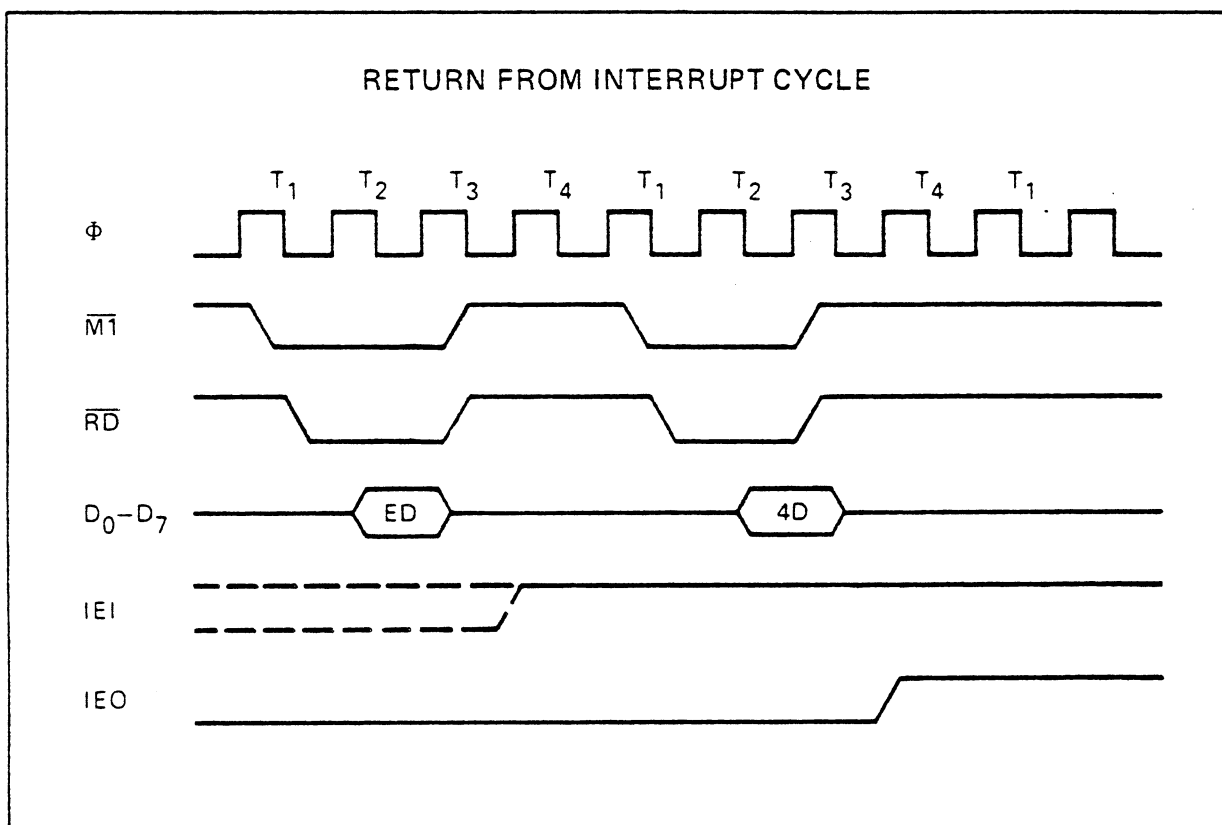 RETURN FROM INTERRUPT CYCLE
T1 T2 T3 T4 T1 T2 T3 T4 T1
Φ
M1
RD
D0–D7 ED 4D
IEI
IEO